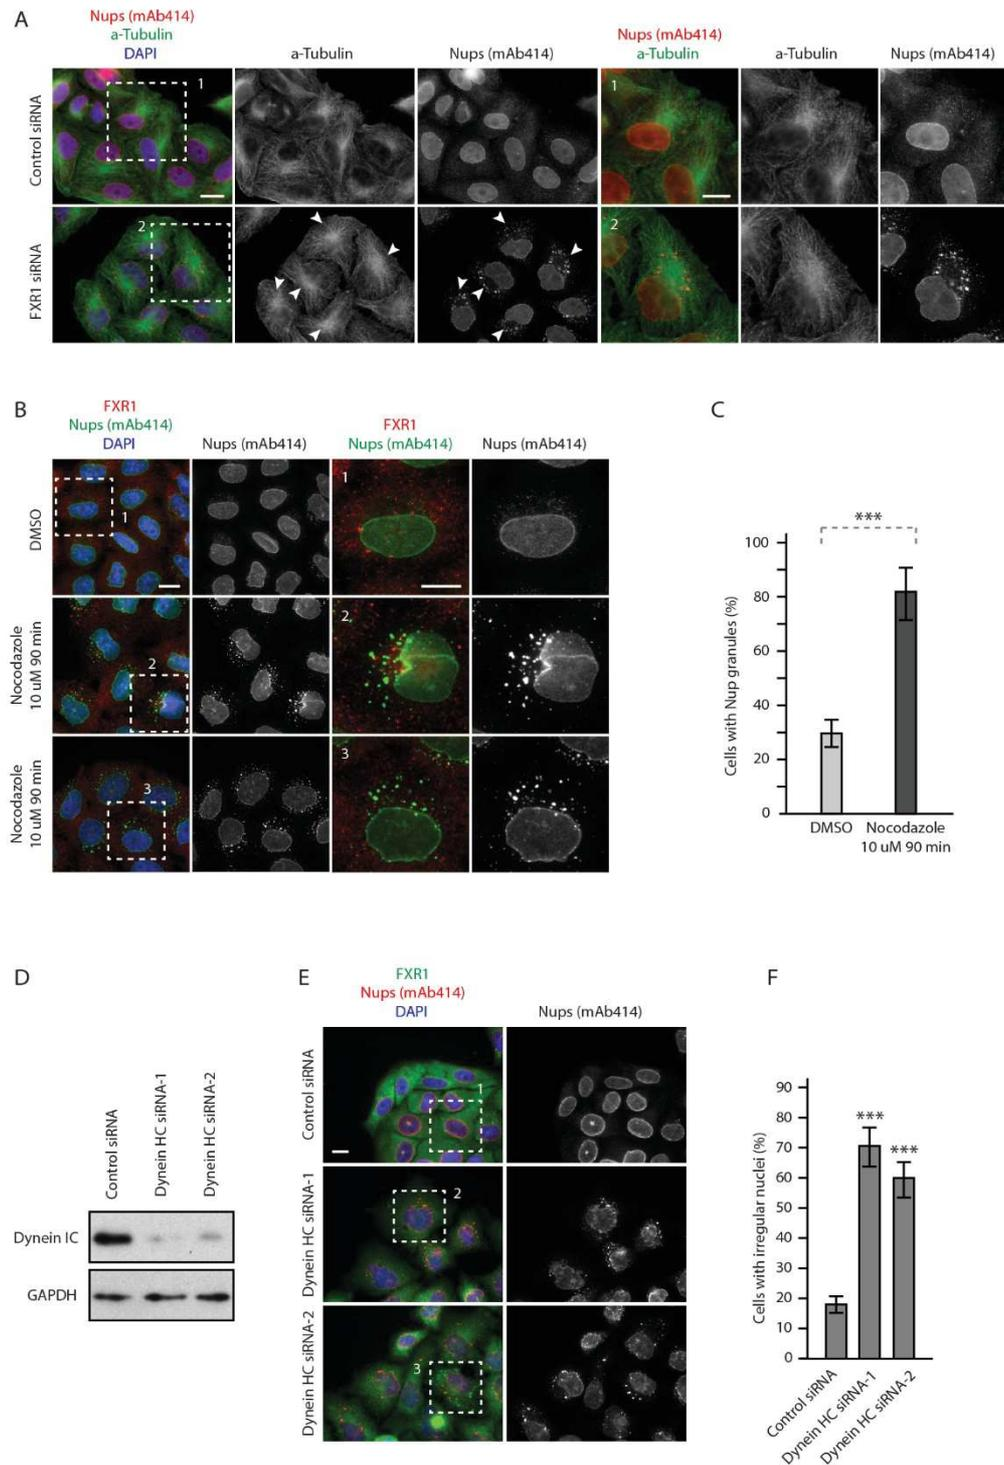 A
Nups (mAb414)
a-Tubulin
DAPI
a-Tubulin
Nups (mAb414)
Nups (mAb414)
a-Tubulin
a-Tubulin
Nups (mAb414)
Control siRNA
1
1
FXR1 siRNA
2
2
B
FXR1
Nups (mAb414)
DAPI
Nups (mAb414)
FXR1
Nups (mAb414)
Nups (mAb414)
DMSO
1
1
Nocodazole
10 uM 90 min
2
2
Nocodazole
10 uM 90 min
3
3
C
***
Cells with Nup granules (%)
100
80
60
40
20
0
DMSO
Nocodazole
10 uM 90 min
D
Control siRNA
Dynein HC siRNA-1
Dynein HC siRNA-2
Dynein IC
GAPDH
E
FXR1
Nups (mAb414)
DAPI
Nups (mAb414)
Control siRNA
1
Dynein HC siRNA-1
2
Dynein HC siRNA-2
3
F
Cells with irregular nuclei (%)
90
80
70
60
50
40
30
20
10
0
***
***
Control siRNA
Dynein HC siRNA-1
Dynein HC siRNA-2